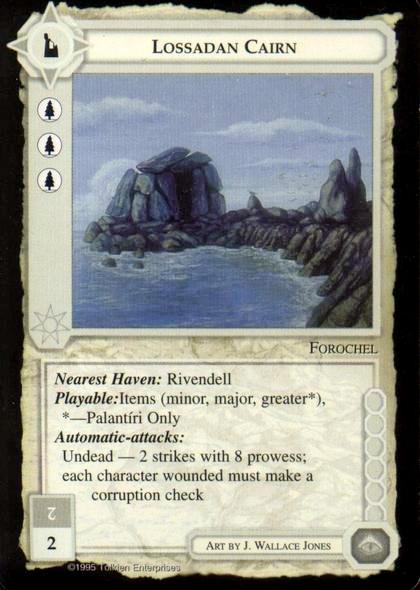 LOSSADAN CAIRN
FOROCHEL
Nearest Haven: Rivendell
Playable:Items (minor, major, greater*),
*—Palantíri Only
Automatic-attacks:
Undead — 2 strikes with 8 prowess;
each character wounded must make a
corruption check
2
2
ART BY J. WALLACE JONES
©1995 Tolkien Enterprises